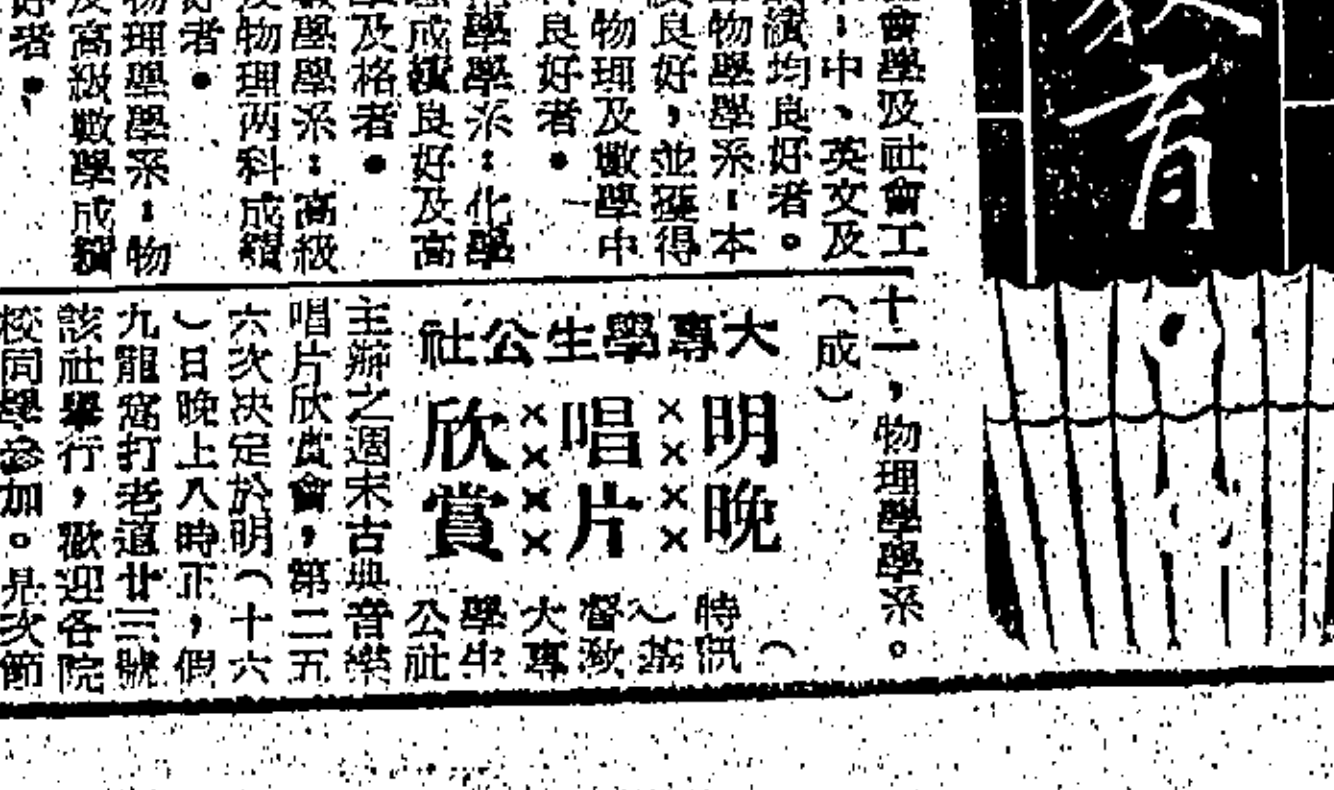 教育
會學及社會工
：中、英文及
績均良好者。
物學學系：本
良好，並獲得
物理及數學中
良好者。
學學系：化學
成績良好及高
及格者。
學學系：高級
及物理两科成績
好者。
物理學學系：物
及高級數學成績
好者。
十一，物理學學系。
（成）
大專學生公社
明晚
××××
唱片
××××
欣賞
（
特訊
）基
督教
大專
學生
公社
主辦之週末古典音樂
唱片欣賞會，第二五
六次決定於明（十六
）日晚上八時正，假
九龍窩打老道廿三號
該社舉行，歡迎各院
校同學參加。是次節